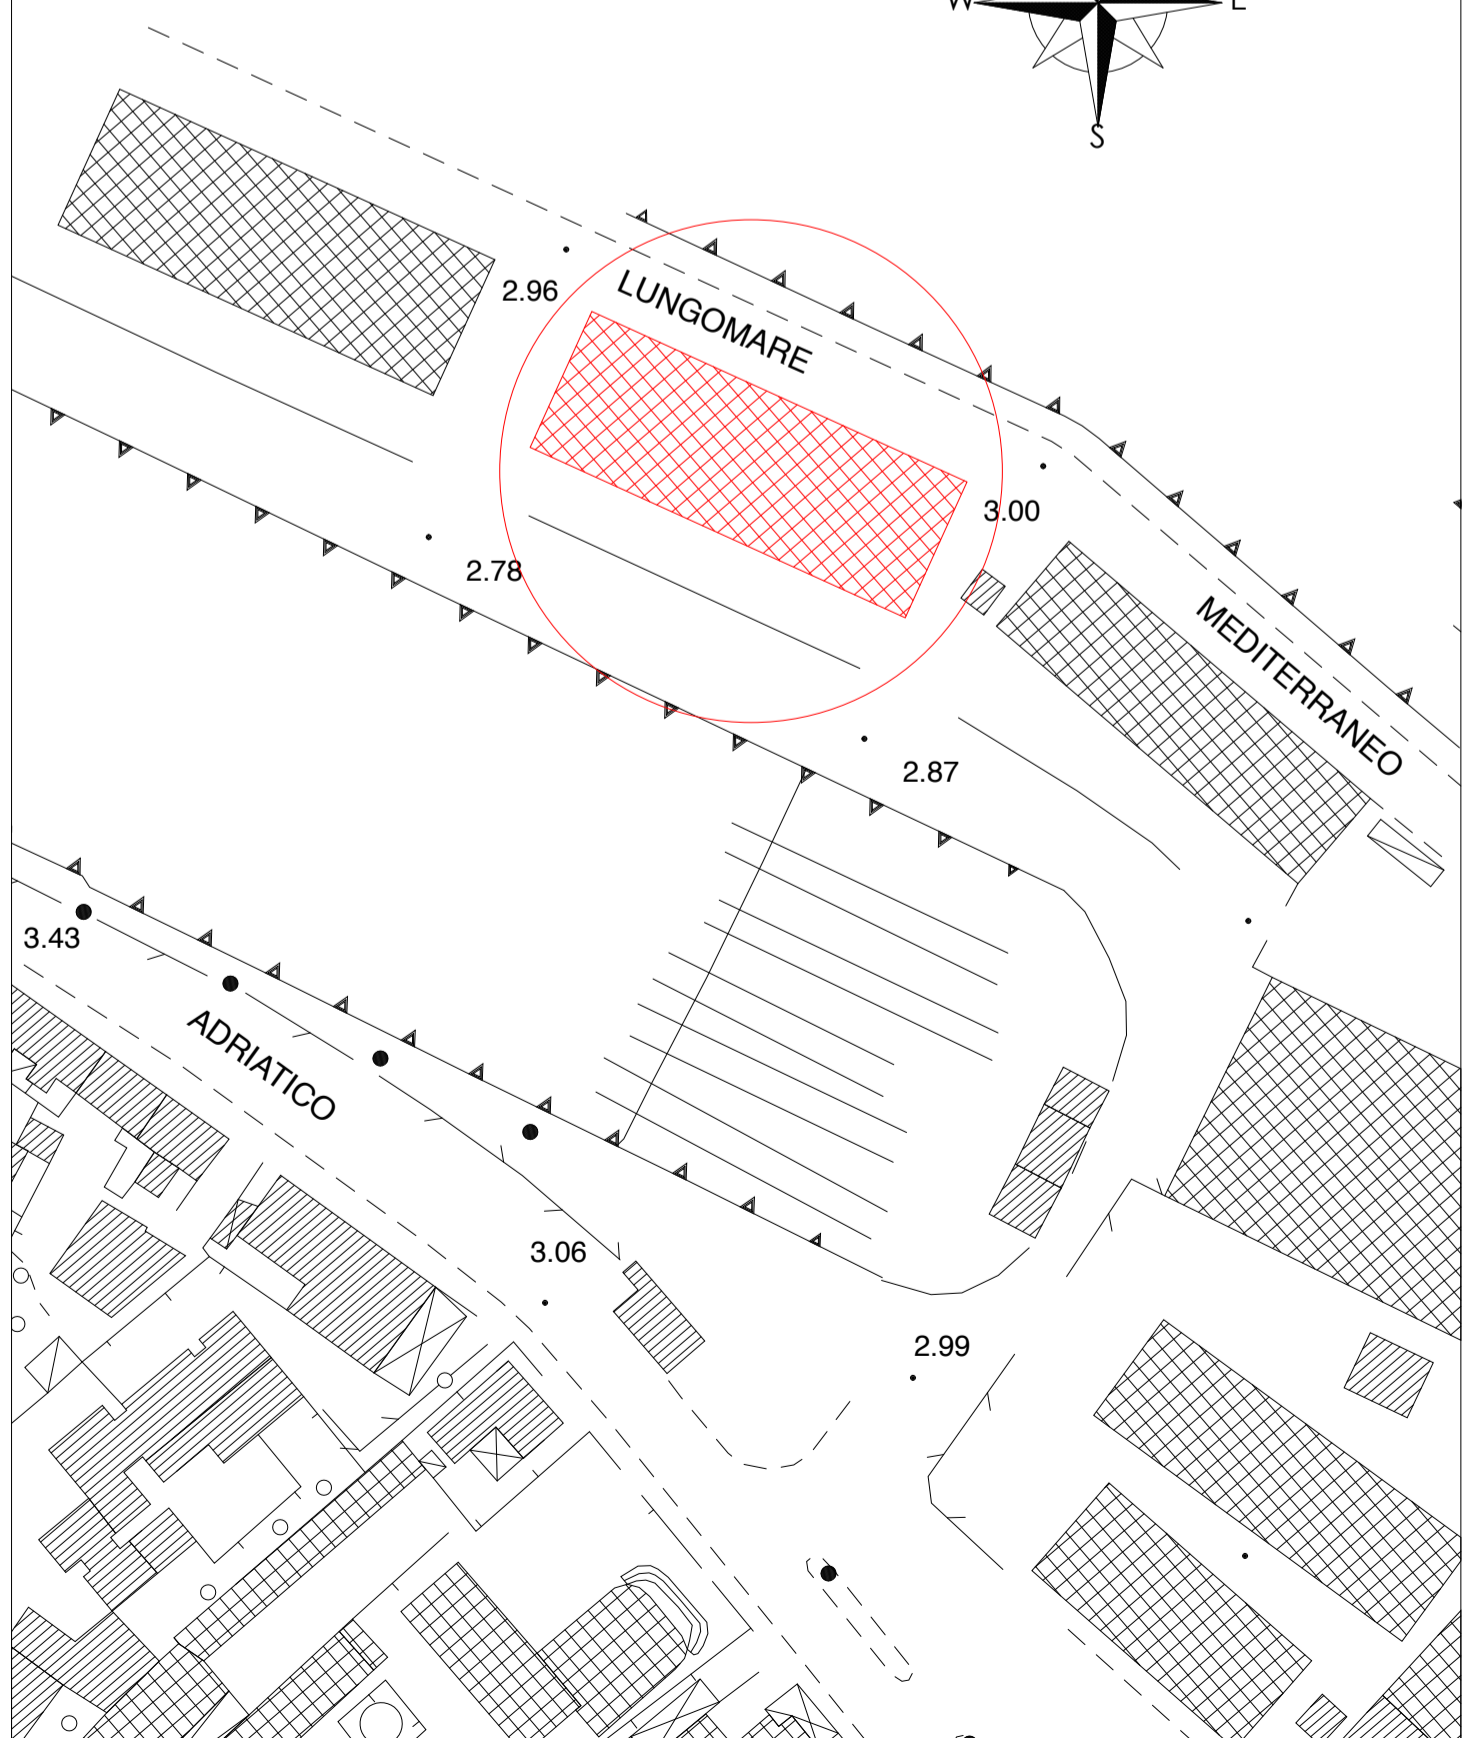 W
E
S
2.96
LUNGOMARE
3.00
2.78
MEDITERRANEO
2.87
3.43
ADRIATICO
3.06
2.99